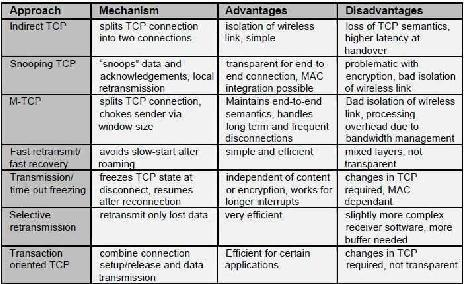 Approach Mechanism Advantages Disadvantages
Indirect TCP
splits TCP connection
into two connections
isolation of wireless
link, simple
loss of TCP semantics,
higher latency at
handover
Snooping TCP
"snoops" data and
acknowledgements, local
retransmission
transparent for end to
end connection, MAC
integration possible
problematic with
encryption, bad isolation
of wireless link
M-TCP
splits TCP connection,
chokes sender via
window size
Maintains end-to-end
semantics, handles
long term and frequent
disconnections
Bad isolation of wireless
link, processing
overhead due to
bandwidth management
Fast retransmit/
fast recovery
avoids slow-start after
roaming
simple and efficient
mixed layers, not
transparent
Transmission/
time out freezing
freezes TCP state at
disconnect, resumes
after reconnection
independent of content
or encryption, works for
longer interrupts
changes in TCP
required, MAC
dependant
Selective
retransmission
retransmit only lost data
very efficient
slightly more complex
receiver software, more
buffer needed
Transaction
oriented TCP
combine connection
setup/release and data
transmission
Efficient for certain
applications
changes in TCP
required, not transparent